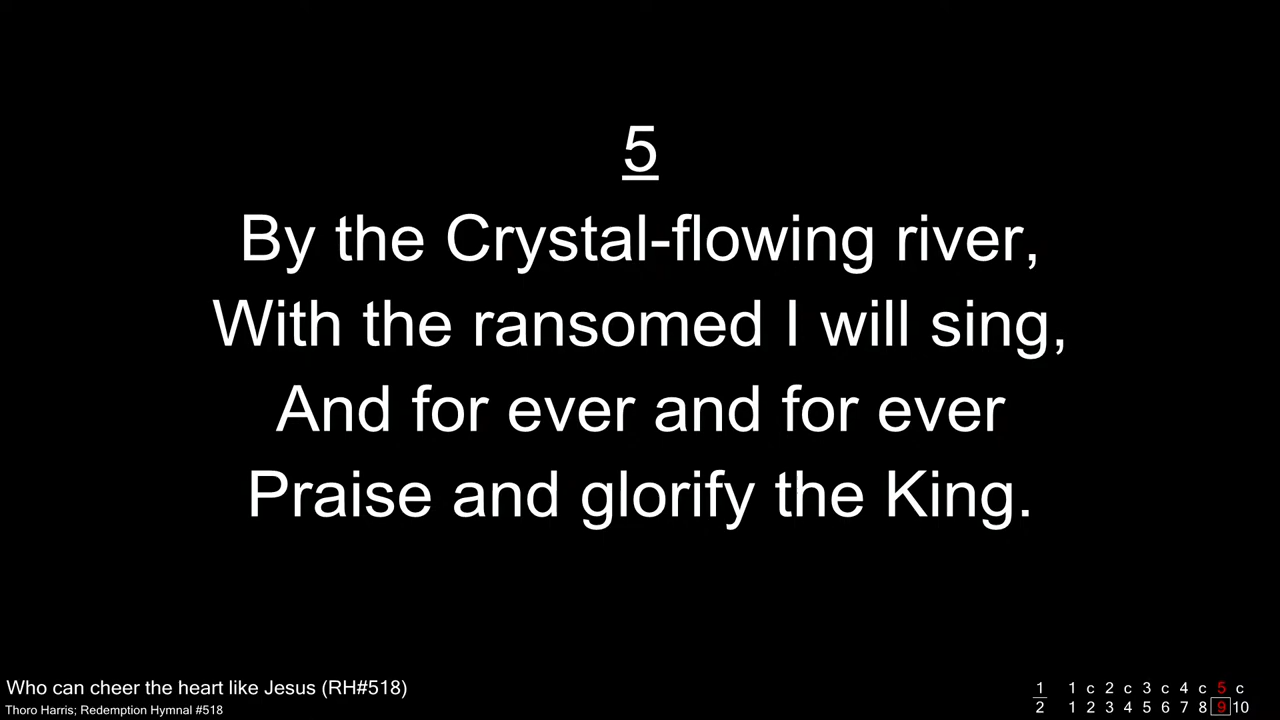 5
By the Crystal-flowing river,
With the ransomed I will sing,
And for ever and for ever
Praise and glorify the King.
Who can cheer the heart like Jesus (RH#518)
Thoro Harris; Redemption Hymnal #518
1 1 c 2 c 3 c 4 c 5 c
2 1 2 3 4 5 6 7 8 9 10